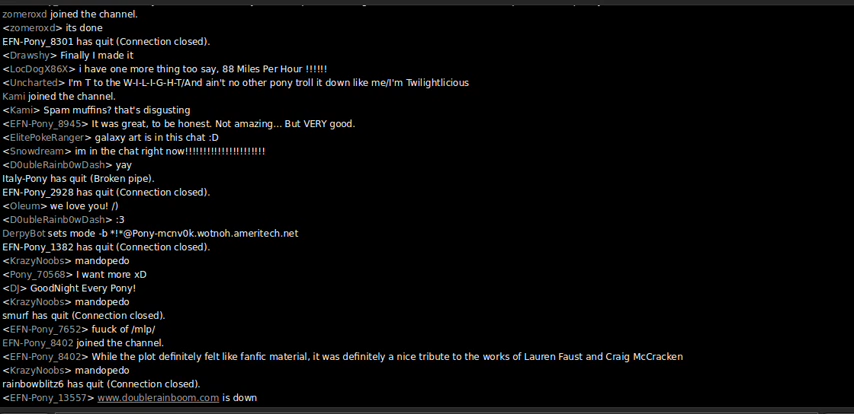 zomeroxd joined the channel.
<zomeroxd> its done
EFN-Pony_8301 has quit (Connection closed).
<Drawshy> Finally I made it
<LocDogX86X> i have one more thing too say, 88 Miles Per Hour !!!!!!
<Uncharted> I'm T to the W-I-L-I-G-H-T/And ain't no other pony troll it down like me/I'm Twilightlicious
Kami joined the channel.
<Kami> Spam muffins? that's disgusting
<EFN-Pony_8945> It was great, to be honest. Not amazing... But VERY good.
<ElitePokeRanger> galaxy art is in this chat :D
<Snowdream> im in the chat right now!!!!!!!!!!!!!!!!!!!!!!
<D0ubleRainb0wDash> yay
Italy-Pony has quit (Broken pipe).
EFN-Pony_2928 has quit (Connection closed).
<Oleum> we love you! /)
<D0ubleRainb0wDash> :3
DerpyBot sets mode -b *!*@Pony-mcnv0k.wotnoh.ameritech.net
EFN-Pony_1382 has quit (Connection closed).
<KrazyNoobs> mandopedo
<Pony_70568> I want more xD
<DJ> GoodNight Every Pony!
<KrazyNoobs> mandopedo
smurf has quit (Connection closed).
<EFN-Pony_7652> fuuck of /mlp/
EFN-Pony_8402 joined the channel.
<EFN-Pony_8402> While the plot definitely felt like fanfic material, it was definitely a nice tribute to the works of Lauren Faust and Craig McCracken
<KrazyNoobs> mandopedo
rainbowblitz6 has quit (Connection closed).
<EFN-Pony_13557> www.doublerainboom.com is down